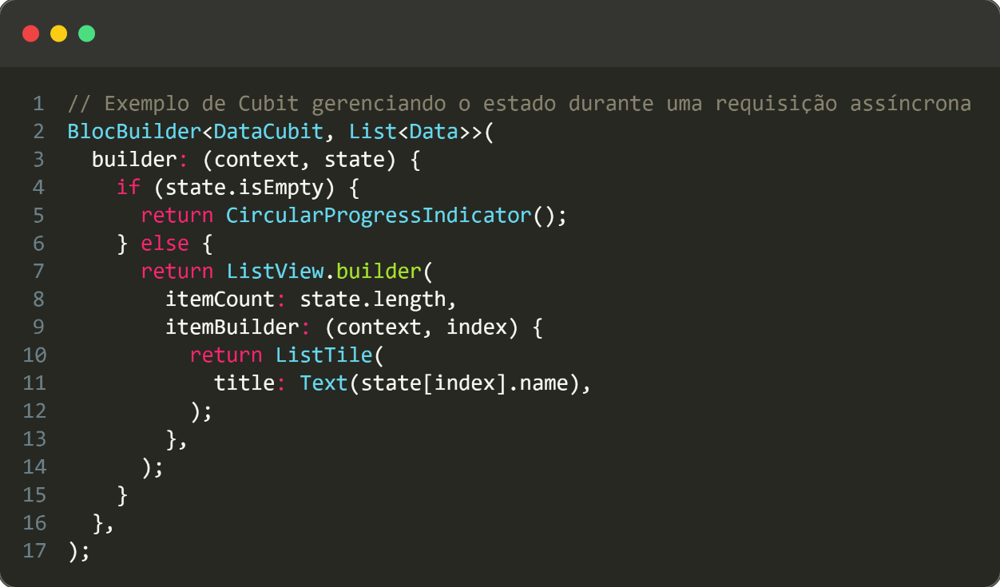 1 // Exemplo de Cubit gerenciando o estado durante uma requisição assíncrona
2 BlocBuilder<DataCubit, List<Data>>(
3   builder: (context, state) {
4     if (state.isEmpty) {
5       return CircularProgressIndicator();
6     } else {
7       return ListView.builder(
8         itemCount: state.length,
9         itemBuilder: (context, index) {
10           return ListTile(
11             title: Text(state[index].name),
12           );
13         },
14       );
15     }
16   },
17 );